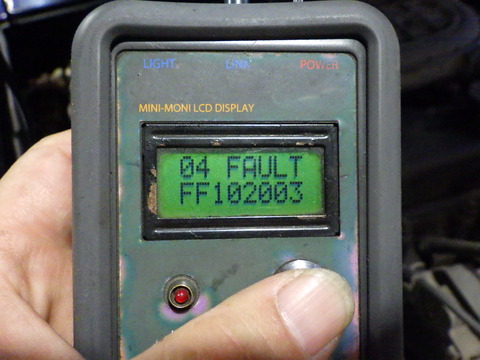 LIGHT LINK POWER
MINI-MONI LCD DISPLAY
04 FAULT
FF102003